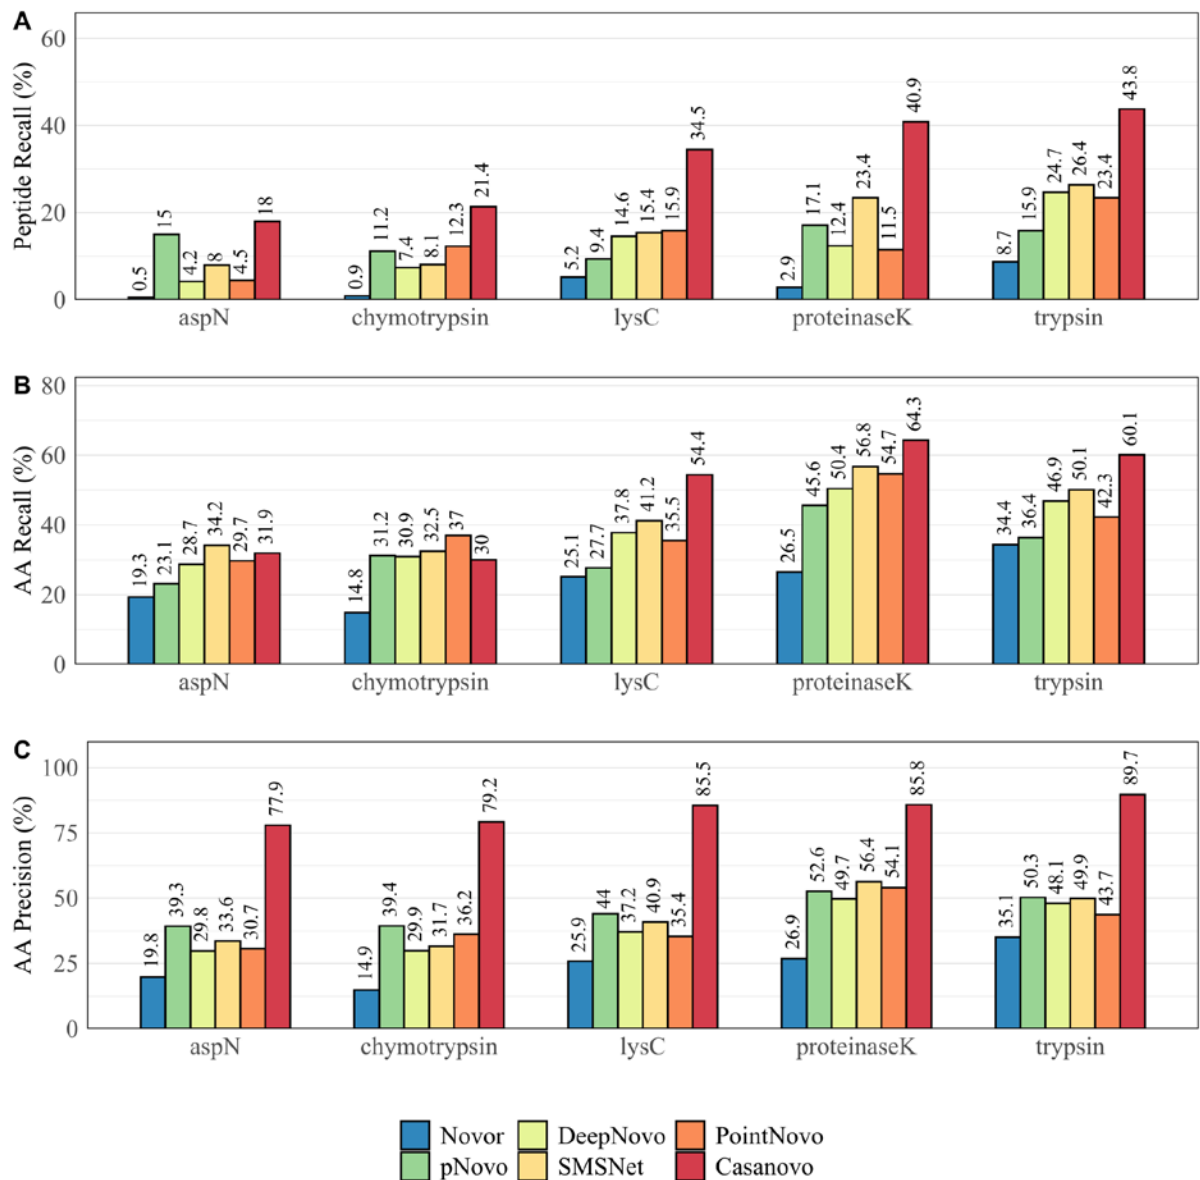 A
Peptide Recall (%)
60
40
20
0
0.5 15 4.2 8 4.5 18
0.9 11.2 7.4 8.1 12.3 21.4
5.2 9.4 14.6 15.4 15.9 34.5
2.9 17.1 12.4 23.4 11.5 40.9
8.7 15.9 24.7 26.4 23.4 43.8
aspN chymotrypsin lysC proteinaseK trypsin
B
AA Recall (%)
80
60
40
20
0
19.3 23.1 28.7 34.2 29.7 31.9
14.8 31.2 30.9 32.5 37 30
25.1 27.7 37.8 41.2 35.5 54.4
26.5 45.6 50.4 56.8 54.7 64.3
34.4 36.4 46.9 50.1 42.3 60.1
aspN chymotrypsin lysC proteinaseK trypsin
C
AA Precision (%)
100
75
50
25
0
19.8 39.3 29.8 33.6 30.7 77.9
14.9 39.4 29.9 31.7 36.2 79.2
25.9 44 37.2 40.9 35.4 85.5
26.9 52.6 49.7 56.4 54.1 85.8
35.1 50.3 48.1 49.9 43.7 89.7
aspN chymotrypsin lysC proteinaseK trypsin
Novor DeepNovo PointNovo
pNovo SMSNet Casanovo